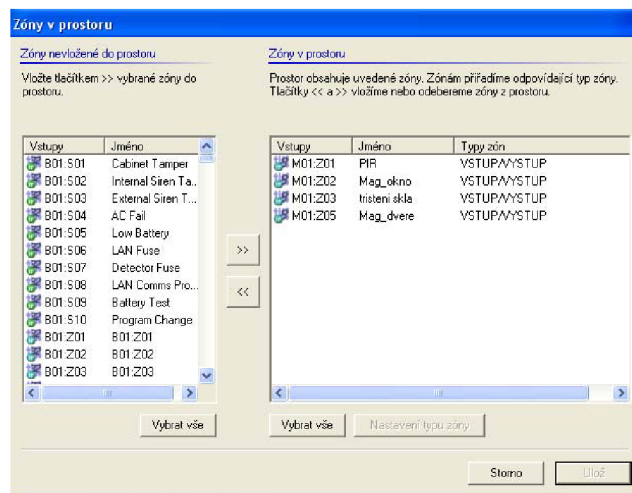 Zóny v prostoru
Zóny nevložené do prostoru
Vložte tlačítkem >> vybrané zóny do
prostoru.
Vstupy Jméno
B01:S01 Cabinet Tamper
B01:S02 Internal Siren Ta..
B01:S03 External Siren T...
B01:S04 AC Fail
B01:S05 Low Battery
B01:S06 LAN Fuse
B01:S07 Detector Fuse
B01:S08 LAN Comms Pro...
B01:S09 Battery Test
B01:S10 Program Change
B01:Z01 B01:Z01
B01:Z02 B01:Z02
B01:Z03 B01:Z03
Vybrat vše
>>
<<
Zóny v prostoru
Prostor obsahuje uvedené zóny. Zónám přiřadíme odpovídající typ zóny.
Tlačítky << a >> vložíme nebo odebereme zóny z prostoru.
Vstupy Jméno Typy zón
M01:Z01 PIR VSTUP/VÝSTUP
M01:Z02 Mag_okno VSTUP/VÝSTUP
M01:Z03 tristeni skla VSTUP/VÝSTUP
M01:Z05 Mag_dvere VSTUP/VÝSTUP
Vybrat vše
Nastavení typu zóny
Storno
Ulož